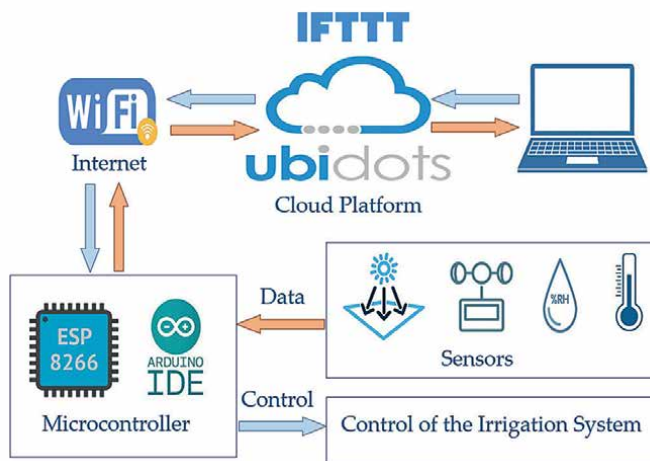 IFTTT
WiFi
Internet
ubidots
Cloud Platform
Data
ESP
8266
ARDUINO
IDE
%RH
Sensors
Microcontroller
Control
Control of the Irrigation System